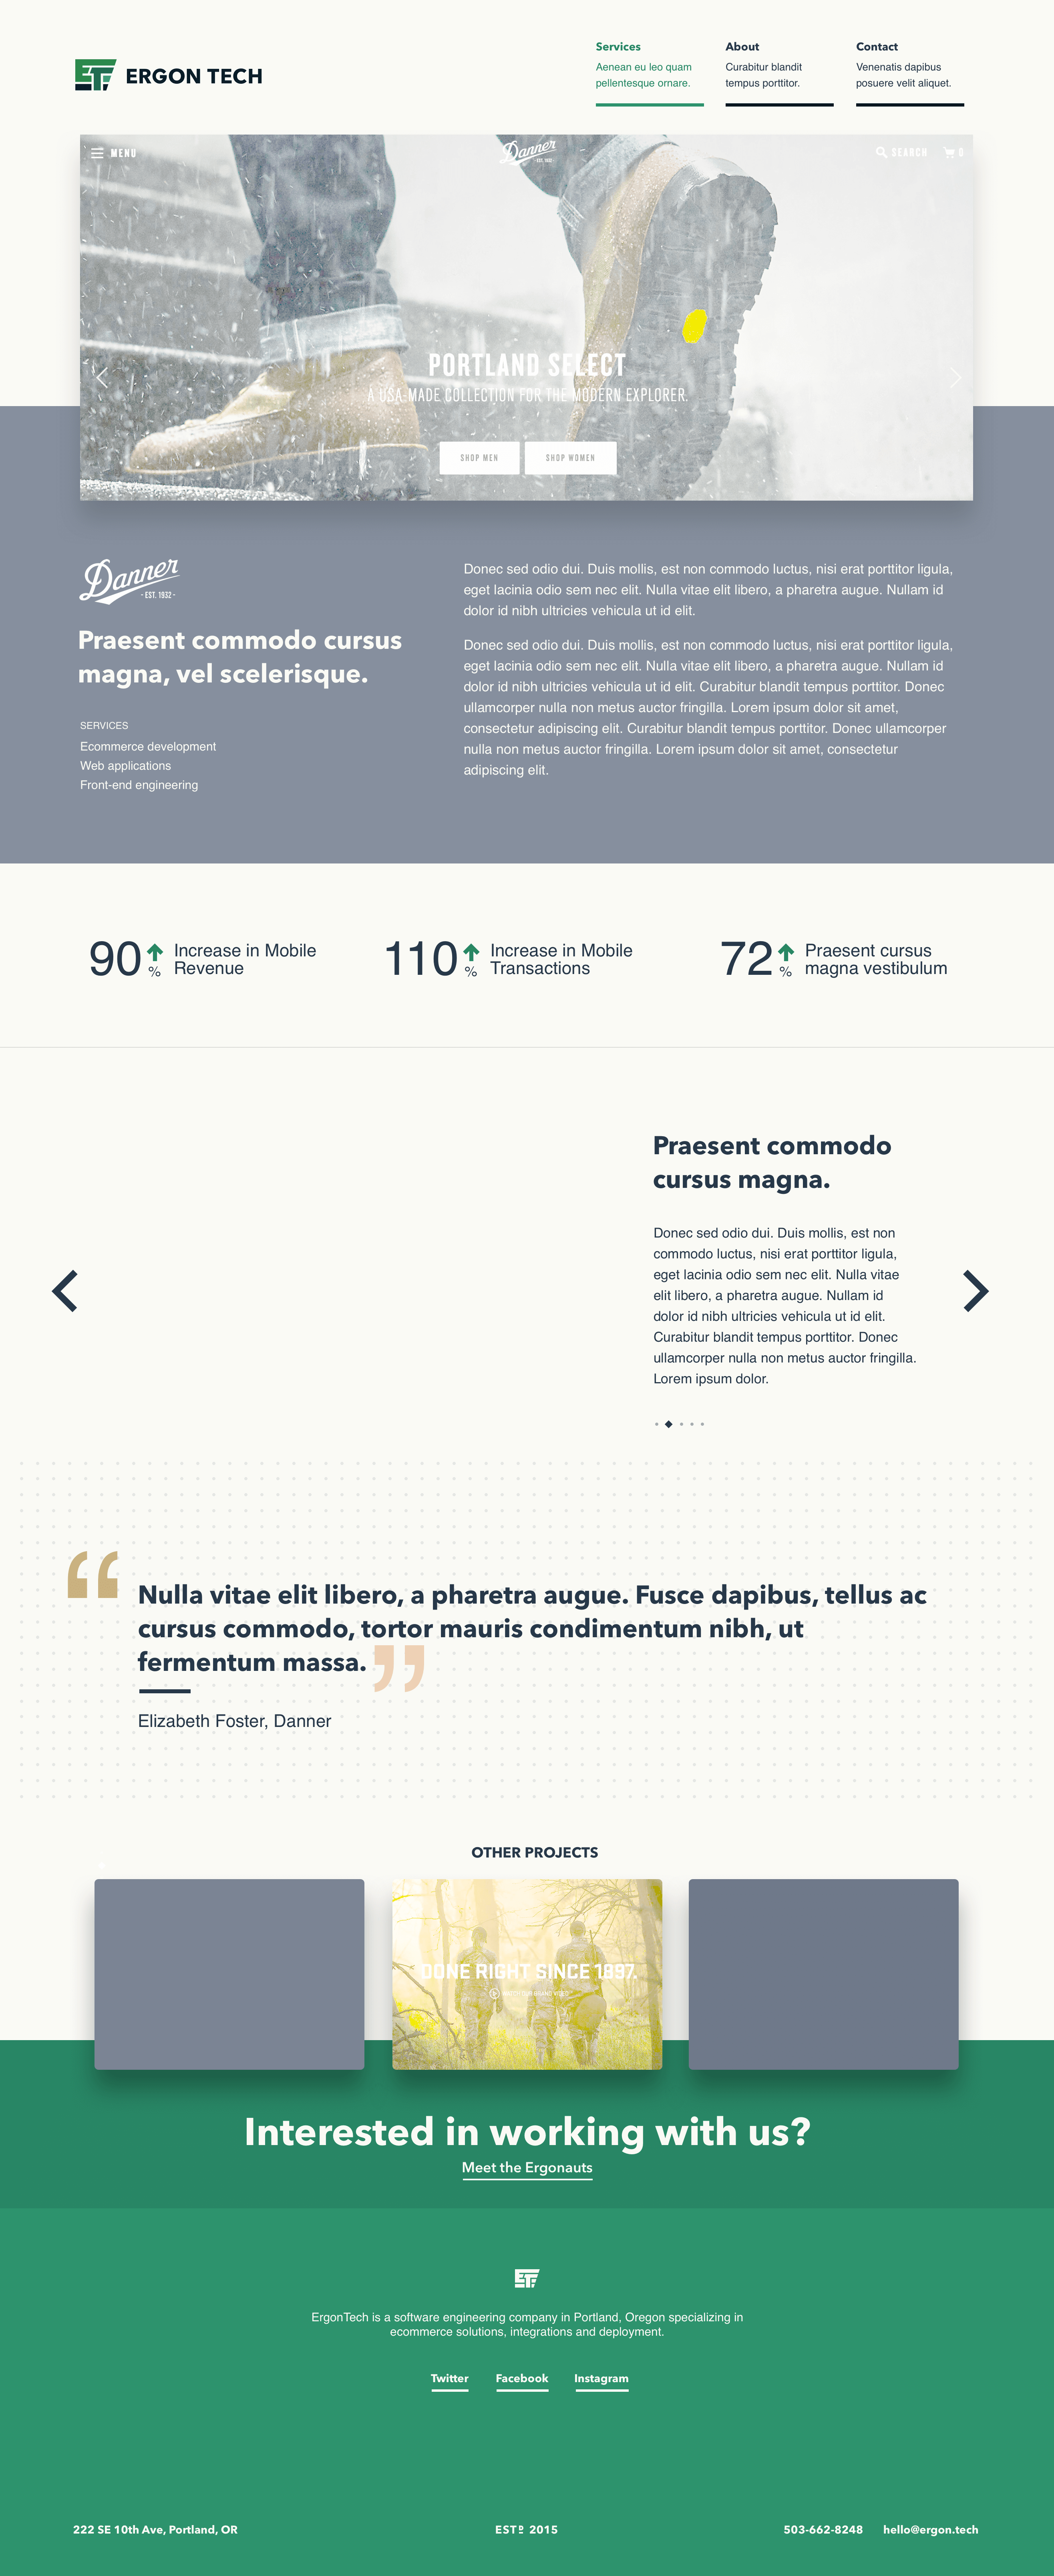 ERGON TECH
Services
Aenean eu leo quam
pellentesque ornare.
About
Curabitur blandit
tempus porttitor.
Contact
Venenatis dapibus
posuere velit aliquet.
MENU
Danner
- EST. 1932 -
SEARCH
0
PORTLAND SELECT
A USA-MADE COLLECTION FOR THE MODERN EXPLORER.
SHOP MEN
SHOP WOMEN
Danner
- EST. 1932 -
Praesent commodo cursus
magna, vel scelerisque.
SERVICES
Ecommerce development
Web applications
Front-end engineering
Donec sed odio dui. Duis mollis, est non commodo luctus, nisi erat porttitor ligula,
eget lacinia odio sem nec elit. Nulla vitae elit libero, a pharetra augue. Nullam id
dolor id nibh ultricies vehicula ut id elit.
Donec sed odio dui. Duis mollis, est non commodo luctus, nisi erat porttitor ligula,
eget lacinia odio sem nec elit. Nulla vitae elit libero, a pharetra augue. Nullam id
dolor id nibh ultricies vehicula ut id elit. Curabitur blandit tempus porttitor. Donec
ullamcorper nulla non metus auctor fringilla. Lorem ipsum dolor sit amet,
consectetur adipiscing elit. Curabitur blandit tempus porttitor. Donec ullamcorper
nulla non metus auctor fringilla. Lorem ipsum dolor sit amet, consectetur
adipiscing elit.
90 %
Increase in Mobile
Revenue
110 %
Increase in Mobile
Transactions
72 %
Praesent cursus
magna vestibulum
Praesent commodo
cursus magna.
Donec sed odio dui. Duis mollis, est non
commodo luctus, nisi erat porttitor ligula,
eget lacinia odio sem nec elit. Nulla vitae
elit libero, a pharetra augue. Nullam id
dolor id nibh ultricies vehicula ut id elit.
Curabitur blandit tempus porttitor. Donec
ullamcorper nulla non metus auctor fringilla.
Lorem ipsum dolor.
“Nulla vitae elit libero, a pharetra augue. Fusce dapibus, tellus ac
cursus commodo, tortor mauris condimentum nibh, ut
fermentum massa.”
Elizabeth Foster, Danner
OTHER PROJECTS
DONE RIGHT SINCE 1897.
WATCH OUR BRAND VIDEO
Interested in working with us?
Meet the Ergonauts
ErgonTech is a software engineering company in Portland, Oregon specializing in
ecommerce solutions, integrations and deployment.
Twitter
Facebook
Instagram
222 SE 10th Ave, Portland, OR
ESTD 2015
503-662-8248
hello@ergon.tech